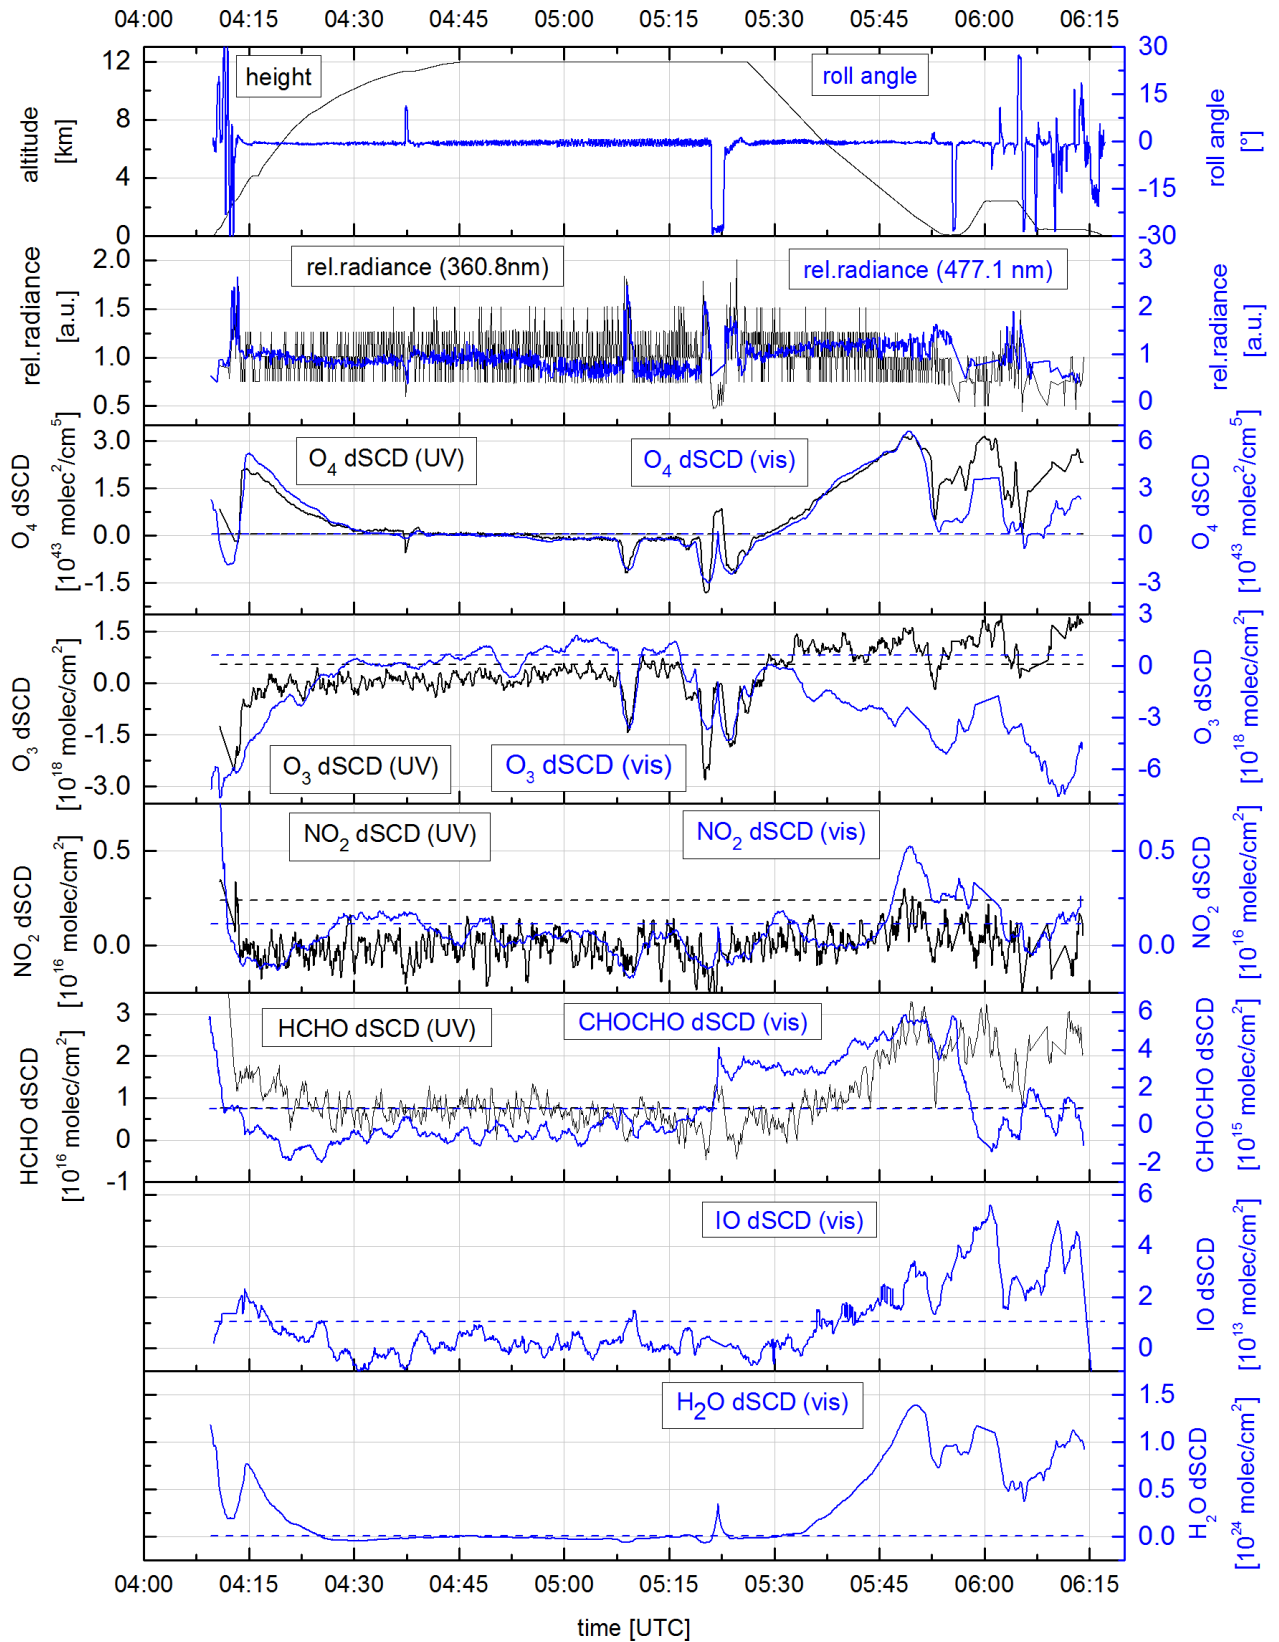 04:00 04:15 04:30 04:45 05:00 05:15 05:30 05:45 06:00 06:15
altitude
[km]
12
8
4
0
height
roll angle
30
15
0
-15
-30
roll angle
[°]
rel.radiance
[a.u.]
2.0
1.5
1.0
0.5
rel.radiance (360.8nm)
rel.radiance (477.1 nm)
3
2
1
0
rel.radiance
[a.u.]
O4 dSCD
[10^43 molec^2/cm^5]
3.0
1.5
0.0
-1.5
O4 dSCD (UV)
O4 dSCD (vis)
6
3
0
-3
O4 dSCD
[10^43 molec^2/cm^5]
O3 dSCD
[10^18 molec/cm^2]
1.5
0.0
-1.5
-3.0
O3 dSCD (UV)
O3 dSCD (vis)
3
0
-3
-6
O3 dSCD
[10^18 molec/cm^2]
NO2 dSCD
[10^16 molec/cm^2]
0.5
0.0
NO2 dSCD (UV)
NO2 dSCD (vis)
0.5
0.0
NO2 dSCD
[10^16 molec/cm^2]
HCHO dSCD
[10^16 molec/cm^2]
3
2
1
0
-1
HCHO dSCD (UV)
CHOCHO dSCD (vis)
6
4
2
0
-2
CHOCHO dSCD
[10^15 molec/cm^2]
IO dSCD (vis)
6
4
2
0
IO dSCD
[10^13 molec/cm^2]
H2O dSCD (vis)
1.5
1.0
0.5
0.0
H2O dSCD
[10^24 molec/cm^2]
04:00 04:15 04:30 04:45 05:00 05:15 05:30 05:45 06:00 06:15
time [UTC]